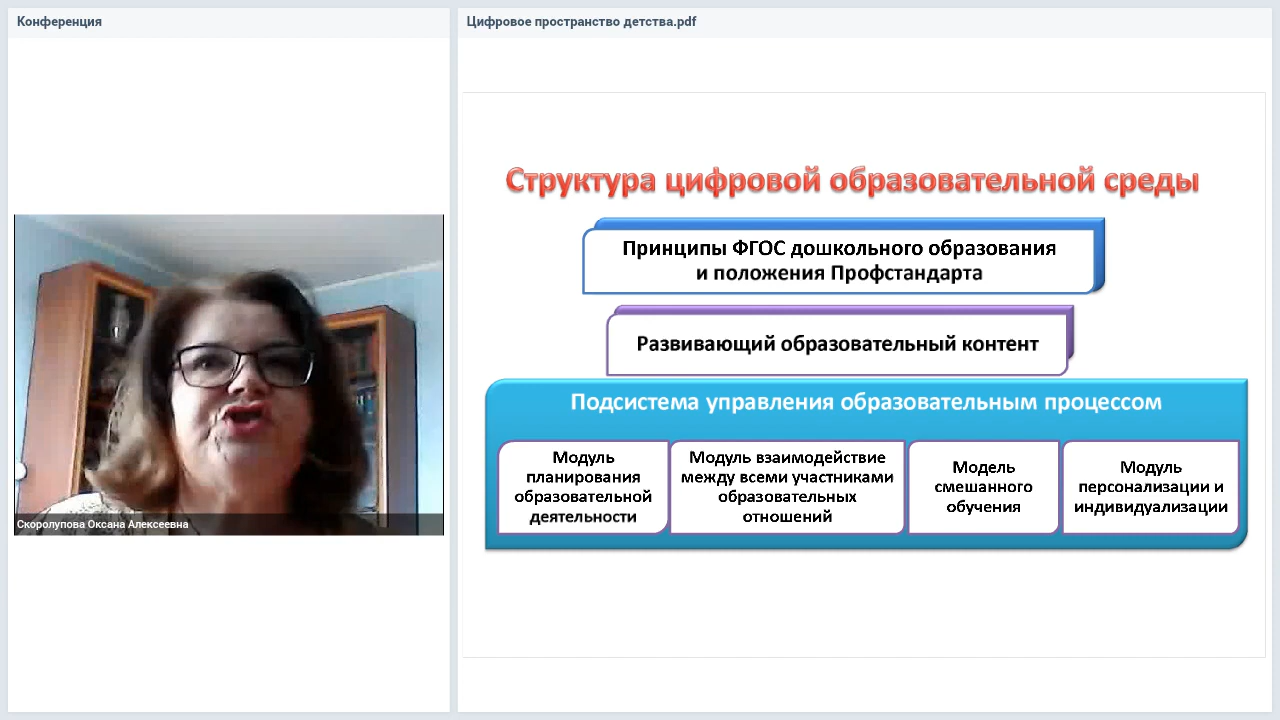 Конференция
Цифровое пространство детства.pdf
Скоролупова Оксана Алексеевна
Структура цифровой образовательной среды
Принципы ФГОС дошкольного образования
и положения Профстандарта
Развивающий образовательный контент
Подсистема управления образовательным процессом
Модуль
планирования
образовательной
деятельности
Модуль взаимодействие
между всеми участниками
образовательных
отношений
Модель
смешанного
обучения
Модуль
персонализации и
индивидуализации